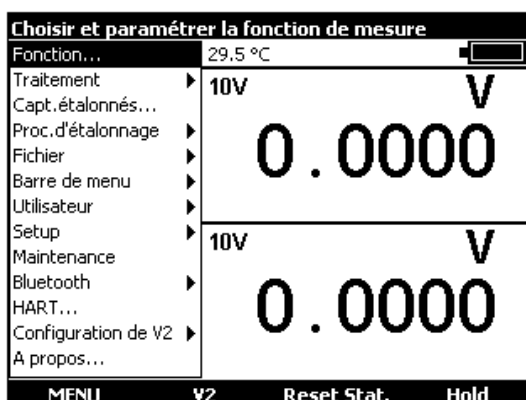 Choisir et paramétrer la fonction de mesure
Fonction...
29.5 °C
Traitement
Capt.étalonnés...
Proc.d'étalonnage
Fichier
Barre de menu
Utilisateur
Setup
Maintenance
Bluetooth
HART...
Configuration de V2
A propos...
10V
V
0.0000
10V
V
0.0000
MENU V2 Reset Stat. Hold